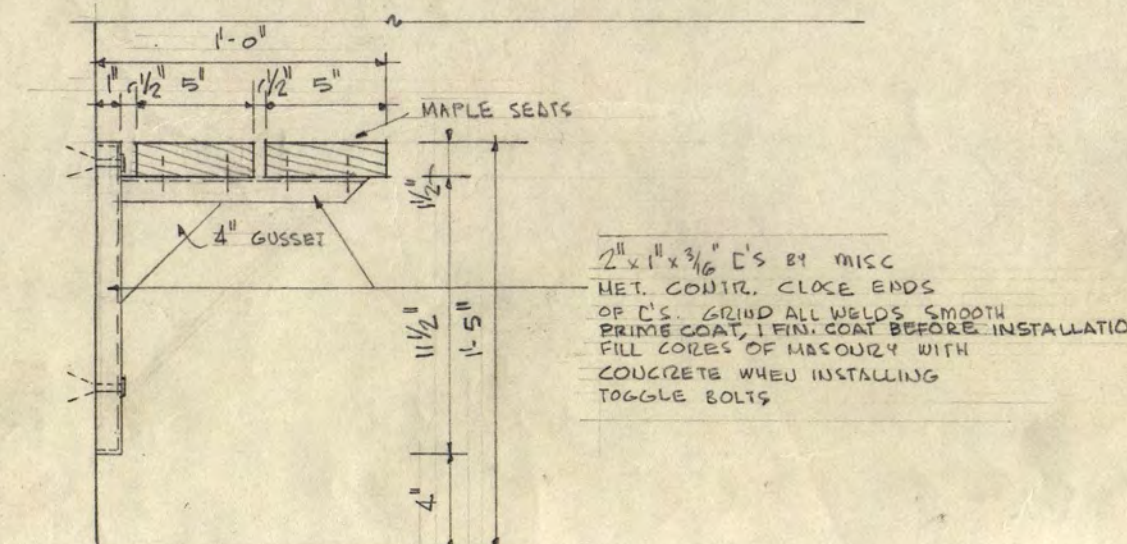 1'-0"
1" 1/2" 5" 1/2" 5"
MAPLE SEATS
1 1/2"
4" GUSSET
11 1/2"
1'-5"
4"
2" x 1" x 3/16" [ 'S BY MISC
MET. CONTR. CLOSE ENDS
OF ['S. GRIND ALL WELDS SMOOTH
PRIME COAT, 1 FIN. COAT BEFORE INSTALLATIO
FILL CORES OF MASONRY WITH
CONCRETE WHEN INSTALLING
TOGGLE BOLTS